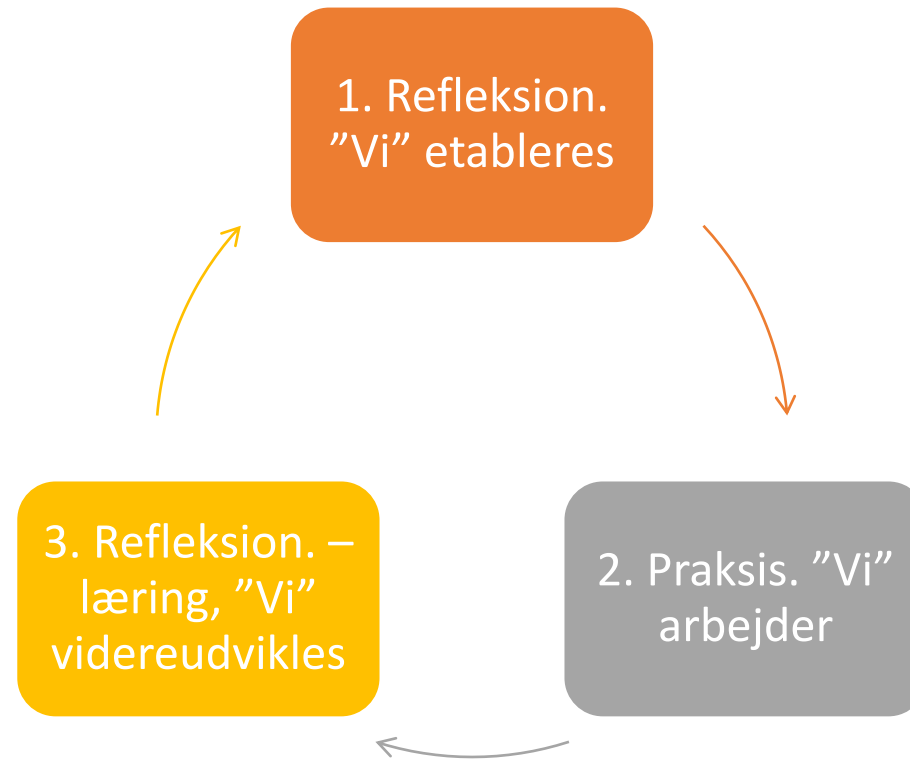 1. Refleksion.
”Vi” etableres
2. Praksis. ”Vi”
arbejder
3. Refleksion. –
læring, ”Vi”
videreudvikles